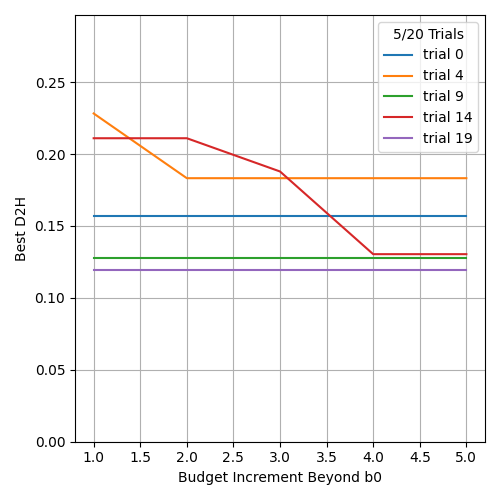 5/20 Trials
trial 0
trial 4
trial 9
trial 14
trial 19
Best D2H
0.25
0.20
0.15
0.10
0.05
0.00
1.0 1.5 2.0 2.5 3.0 3.5 4.0 4.5 5.0
Budget Increment Beyond b0